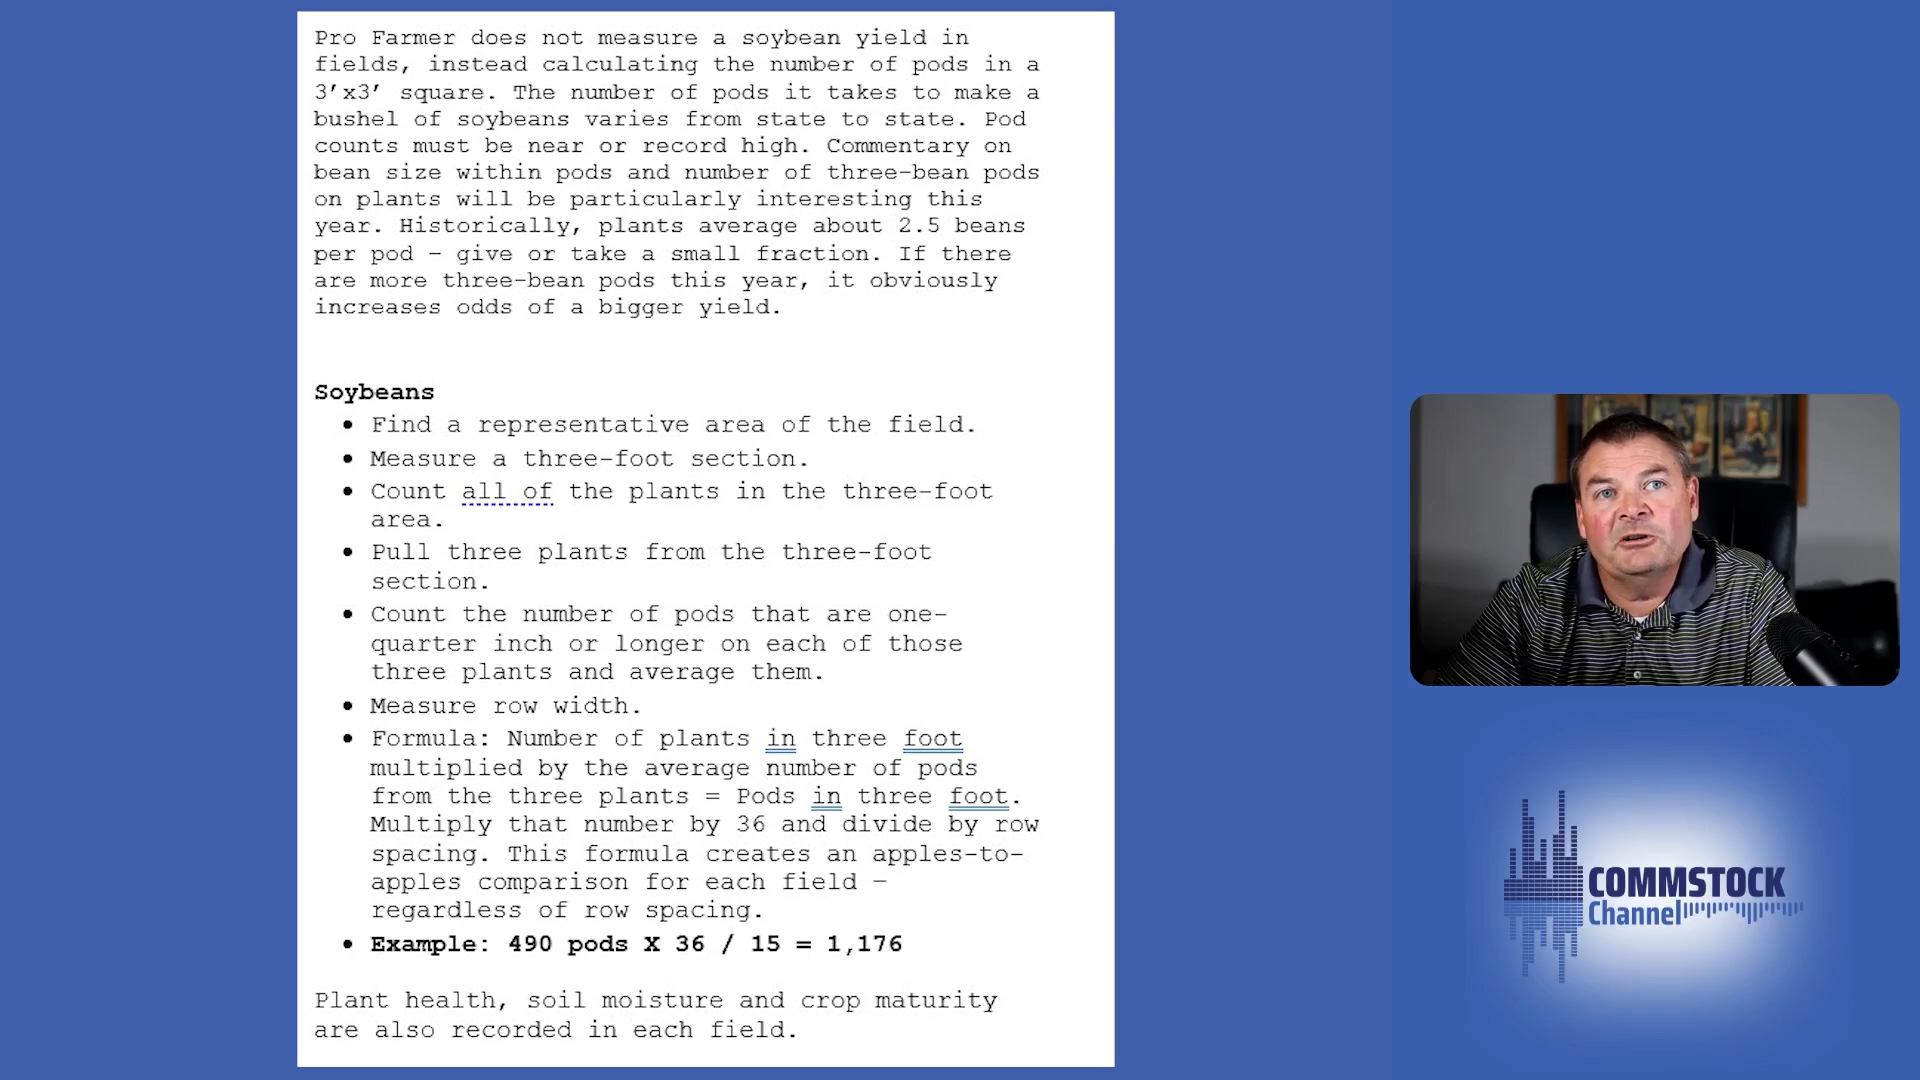 Pro Farmer does not measure a soybean yield in
fields, instead calculating the number of pods in a
3’x3’ square. The number of pods it takes to make a
bushel of soybeans varies from state to state. Pod
counts must be near or record high. Commentary on
bean size within pods and number of three-bean pods
on plants will be particularly interesting this
year. Historically, plants average about 2.5 beans
per pod – give or take a small fraction. If there
are more three-bean pods this year, it obviously
increases odds of a bigger yield.
Soybeans
• Find a representative area of the field.
• Measure a three-foot section.
• Count all of the plants in the three-foot
area.
• Pull three plants from the three-foot
section.
• Count the number of pods that are one-
quarter inch or longer on each of those
three plants and average them.
• Measure row width.
• Formula: Number of plants in three foot
multiplied by the average number of pods
from the three plants = Pods in three foot.
Multiply that number by 36 and divide by row
spacing. This formula creates an apples-to-
apples comparison for each field –
regardless of row spacing.
• Example: 490 pods X 36 / 15 = 1,176
Plant health, soil moisture and crop maturity
are also recorded in each field.
COMMSTOCK
Channel